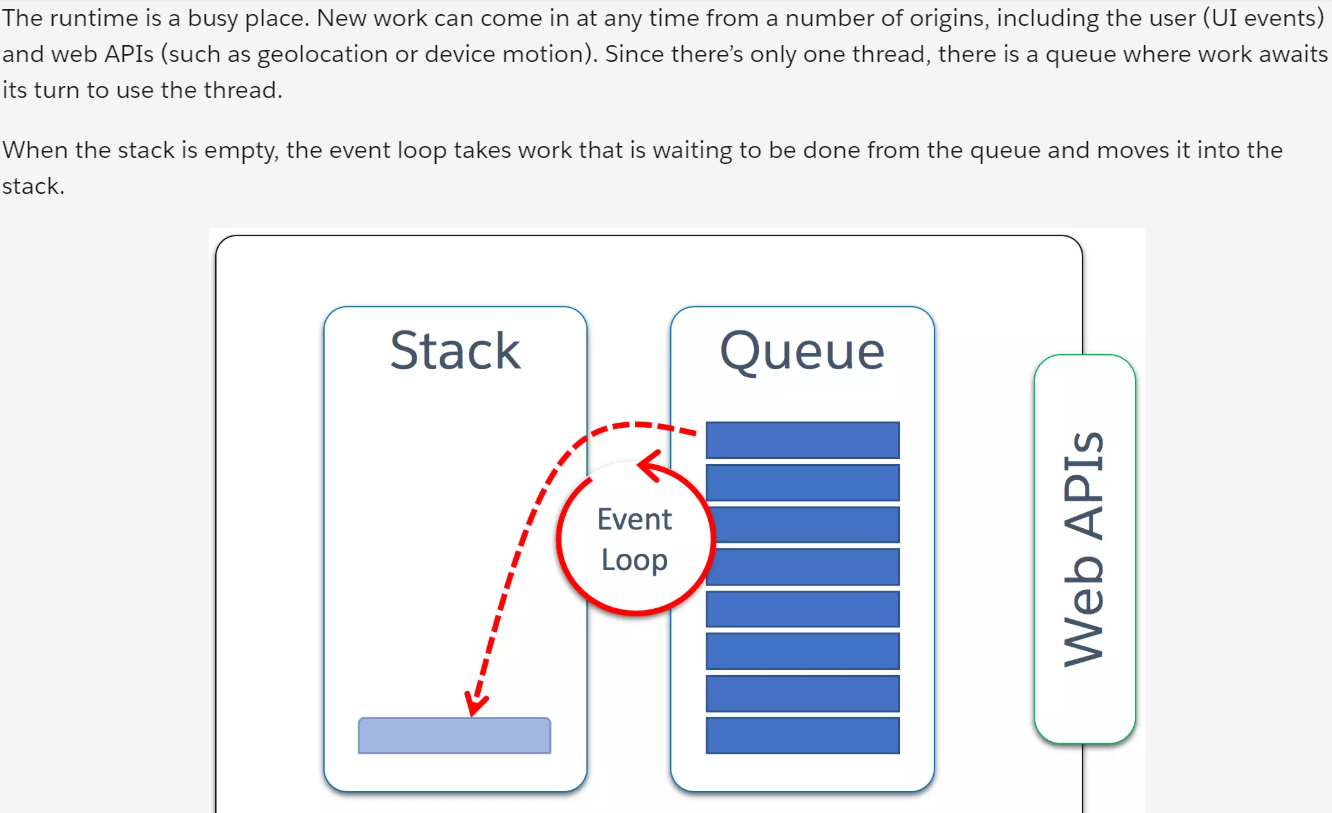 The runtime is a busy place. New work can come in at any time from a number of origins, including the user (UI events)
and web APIs (such as geolocation or device motion). Since there’s only one thread, there is a queue where work awaits
its turn to use the thread.
When the stack is empty, the event loop takes work that is waiting to be done from the queue and moves it into the
stack.
Stack
Queue
Event
Loop
Web APIs